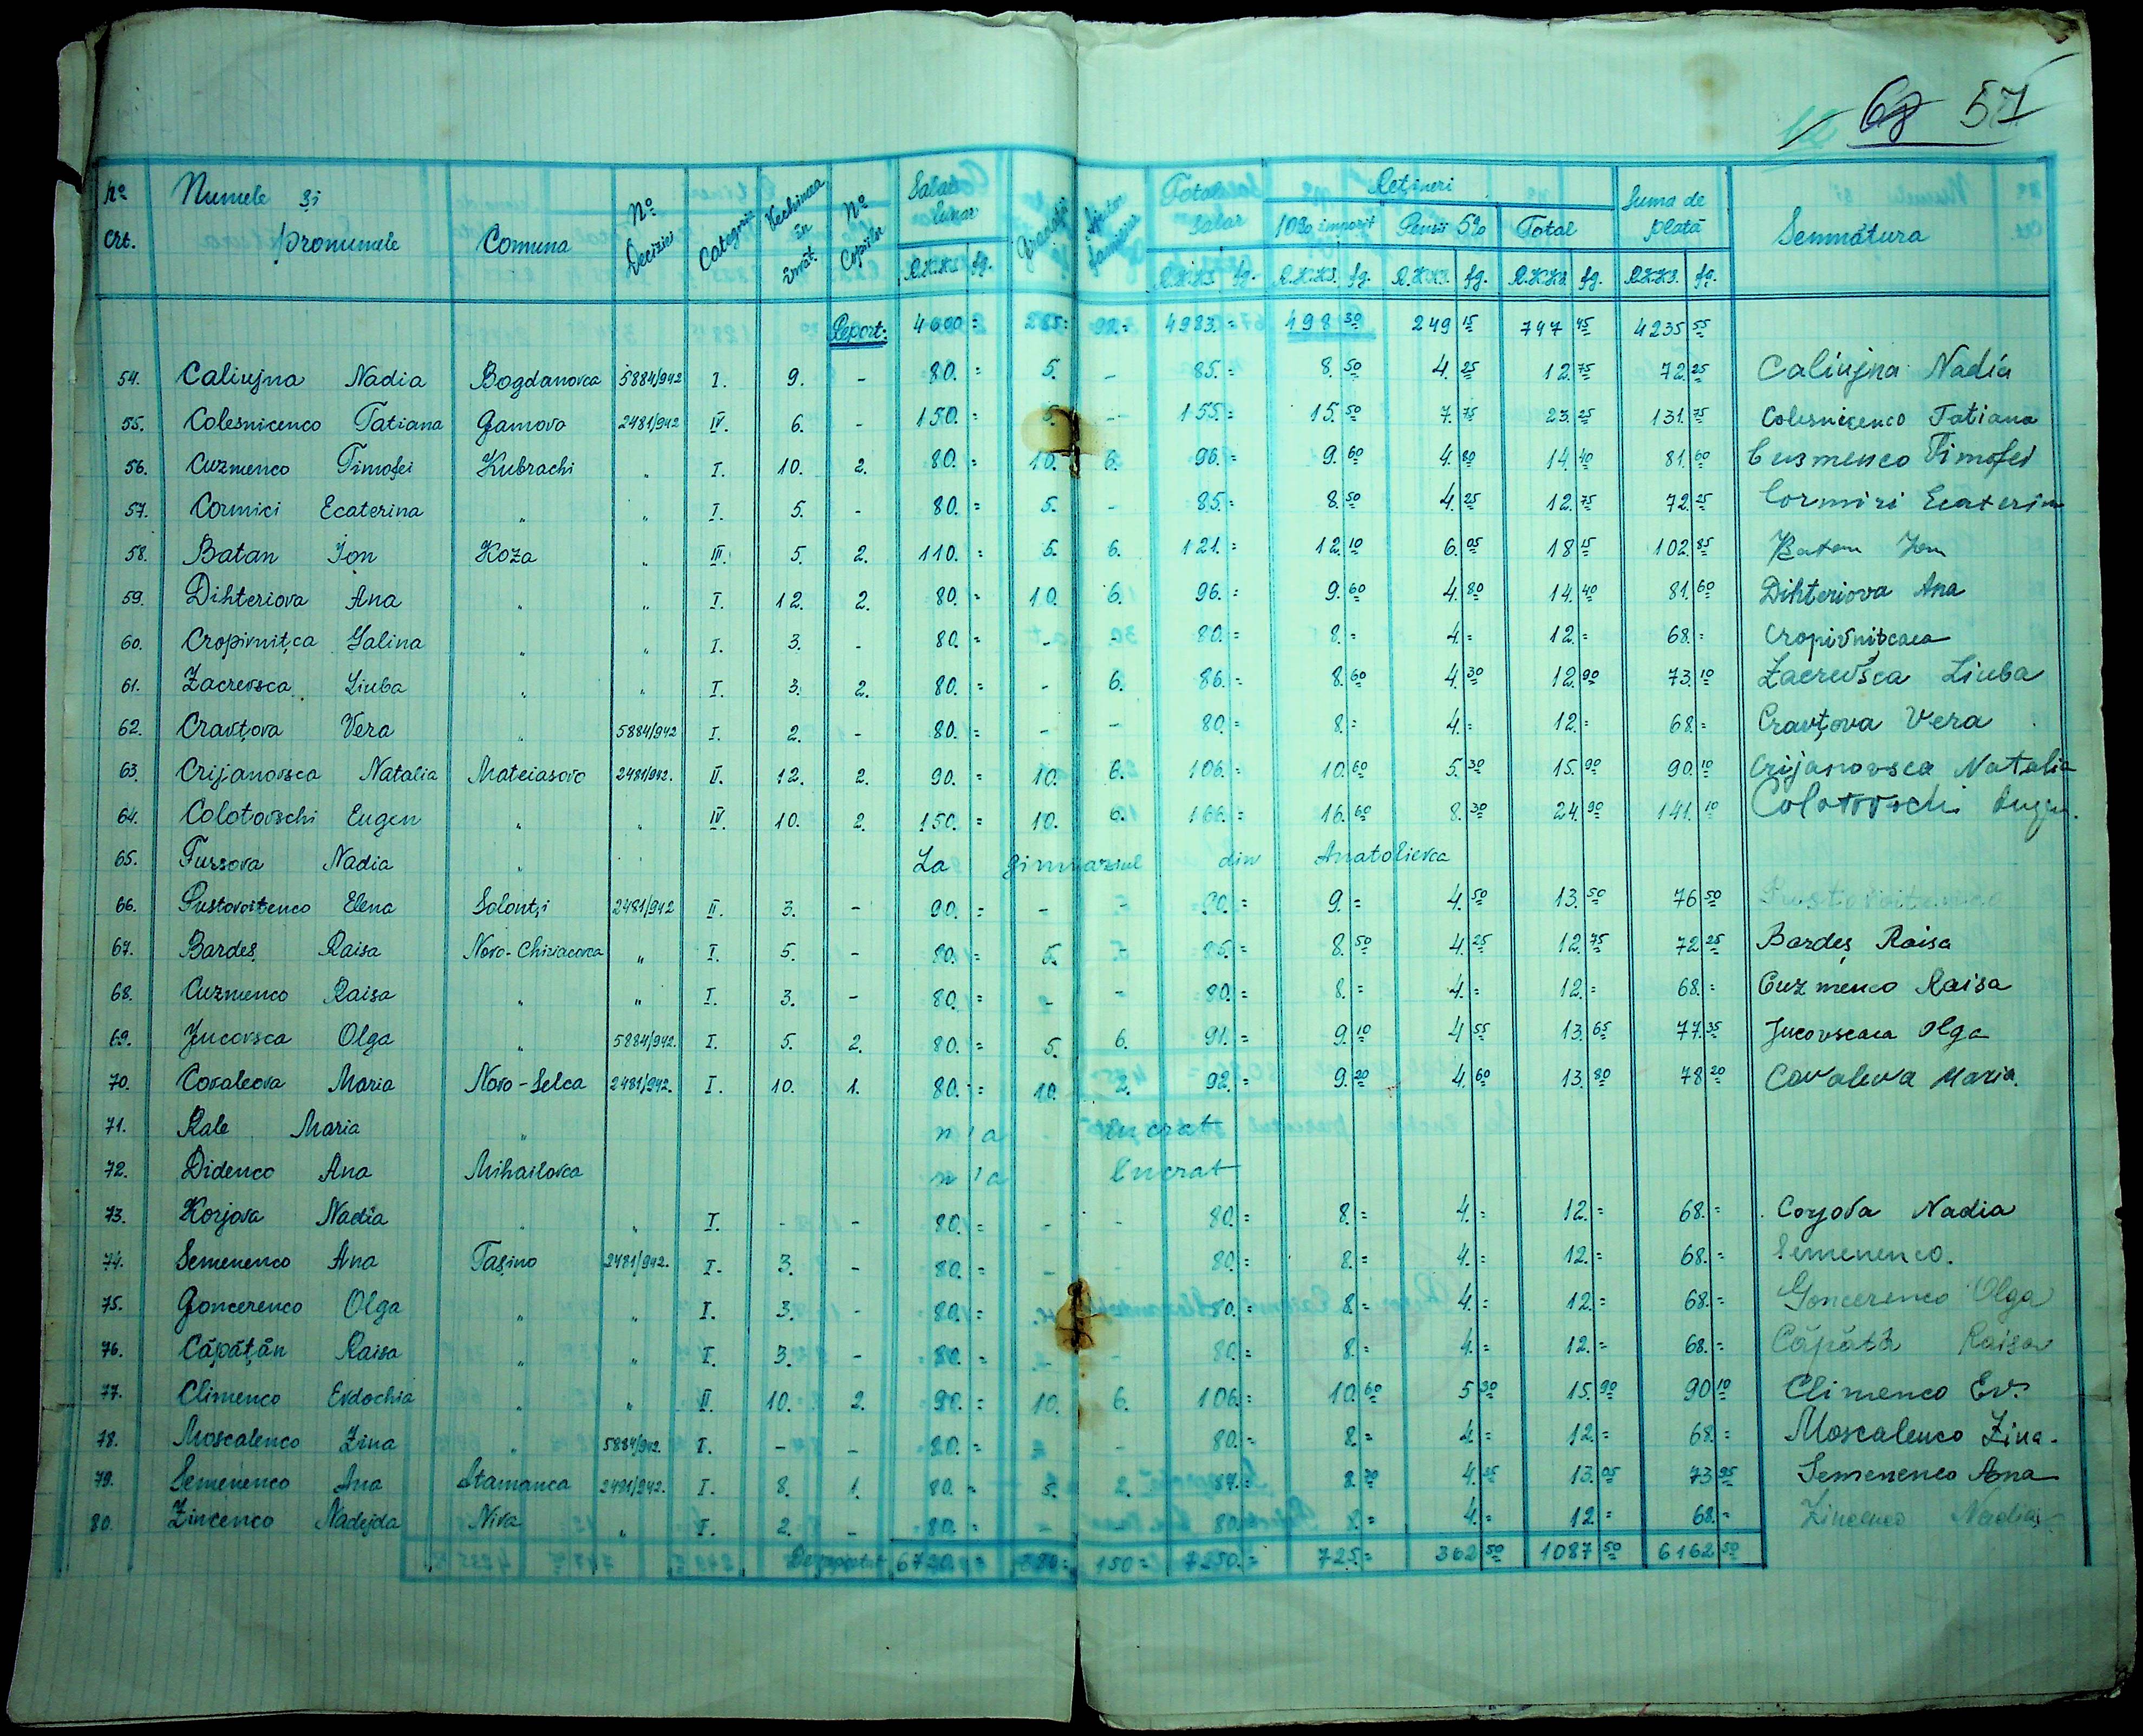 68 57
No Crt. Numele și pronumele Comuna No Deciziei Categoria Vechimea în învăț. No Copiilor Salar lunar R.K.K.S. fg. Gradații Ajutor familiar Total salar R.K.K.S. fg. Rețineri 10% impozit R.K.K.S. fg. Pensii 5% R.K.K.S. fg. Total R.K.K.S. fg. Suma de plată R.K.K.S. fg. Semnătura
Report: 4600 = 285 = 98 = 4983 = 498 30 249 15 747 45 4235 55
54. Caliujna Nadia Bogdanovca 5884/942 I. 9. - 80. = 5. - 85. = 8. 50 4. 25 12. 75 72. 25 Caliujna Nadia
55. Colesnicenco Tatiana Gamovo 2481/942 IV. 6. - 150. = 5. - 155. = 15. 50 7. 75 23. 25 131. 75 Colesnicenco Tatiana
56. Cuzmenco Timofei Kubrachi " I. 10. 2. 80. = 10. 6. 96. = 9. 60 4. 80 14. 40 81. 60 Cusmenco Timofei
57. Cormici Ecaterina " " I. 5. - 80. = 5. - 85. = 8. 50 4. 25 12. 75 72. 25 Cormiri Ecaterina
58. Batan Ion Koza " III. 5. 2. 110. = 5. 6. 121. = 12. 10 6. 05 18 15 102. 85 Batan Ion
59. Dihteriova Ana " " I. 12. 2. 80. = 10. 6. 96. = 9. 60 4. 80 14. 40 81. 60 Dihteriova Ana
60. Cropivnițca Galina " " I. 3. - 80. = - - 80. = 8. = 4. = 12. = 68. = Cropivnițcaea
61. Zacrevsca Liuba " " I. 3. 2. 80. = - 6. 86. = 8. 60 4. 30 12. 90 73. 10 Zacrevsca Liuba
62. Cravțova Vera " 5884/942 I. 2. - 80. = - - 80. = 8. = 4. = 12. = 68. = Cravțova Vera
63. Crijanovsca Natalia Mateiasovo 2481/942. II. 12. 2. 90. = 10. 6. 106. = 10. 60 5. 30 15. 90 90. 10 Crijanovsca Natalia
64. Colotovschi Eugen " " IV. 10. 2. 150. = 10. 6. 166. = 16. 60 8. 30 24. 90 141. 10 Colotovschi Eugen.
65. Fursova Nadia " La gimnaziul din Anatolievca
66. Pustovoitenco Elena Solontzi 2481/942 II. 3. - 90. = - - 90. = 9. = 4. 50 13. 50 76 50 Pustovoitenco
67. Bardeș Raisa Novo-Chiriacovca " I. 5. - 80. = 5. - 85. = 8. 50 4. 25 12. 75 72 25 Bardeș Raisa
68. Cuzmenco Raisa " " I. 3. - 80. = - - 80. = 8. = 4. = 12. = 68. = Cuzmenco Raisa
69. Jucovsca Olga " 5884/942. I. 5. 2. 80. = 5. 6. 91. = 9. 10 4 55 13. 65 77. 35 Jucovscaea Olga
70. Covaleova Maria Novo-Selca 2481/942. I. 10. 1. 80. = 10. 2. 92. = 9. 20 4. 60 13. 80 78 20 Covaleva Maria.
71. Rale Maria " n'a lucrat
72. Didenco Ana Mihailovca n'a lucrat
73. Korjova Nadia " " I. - - 80. = - - 80. = 8. = 4. = 12. = 68. = Corjova Nadia
74. Semenenco Ana Tașino 2481/942. I. 3. - 80. = - - 80. = 8. = 4. = 12. = 68. = Semenenco.
75. Goncerenco Olga " " I. 3. - 80. = - - 80. = 8. = 4. = 12. = 68. = Goncerenco Olga
76. Căpățân Raisa " " I. 3. - 80. = - - 80. = 8. = 4. = 12. = 68. = Căpătă Raisa
77. Climenco Evdochia " " II. 10. 2. 90. = 10. 6. 106. = 10. 60 5 30 15. 90 90 10 Climenco Ev.
78. Moscalenco Zina " 5884/942. I. - - 80. = - - 80. = 8. = 4. = 12. = 68. = Moscalenco Zina.
79. Semenenco Ana Atamanca 2481/942. I. 8. 1. 80. = 5. 2. 87. = 8. 70 4. 35 13. 05 73 95 Semenenco Ana
80. Zincenco Nadejda Niva " I. 2. - 80. = - - 80. = 8. = 4. = 12. = 68. = Zincenco Nadia
De reportat 6720. = 380 = 150 = 7250. = 725. = 362 50 1087 50 6162 50